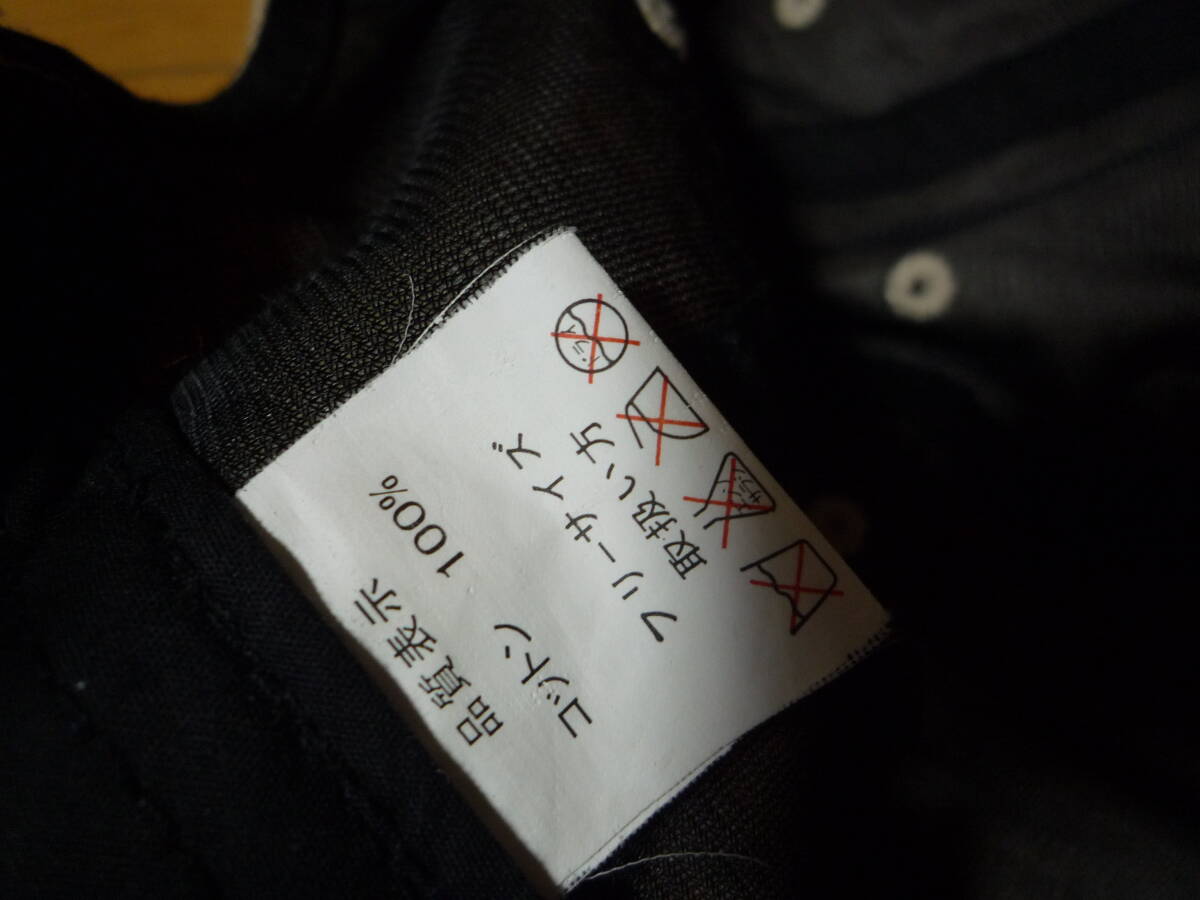 品質表示
コットン 100%
フリーサイズ
取扱い方